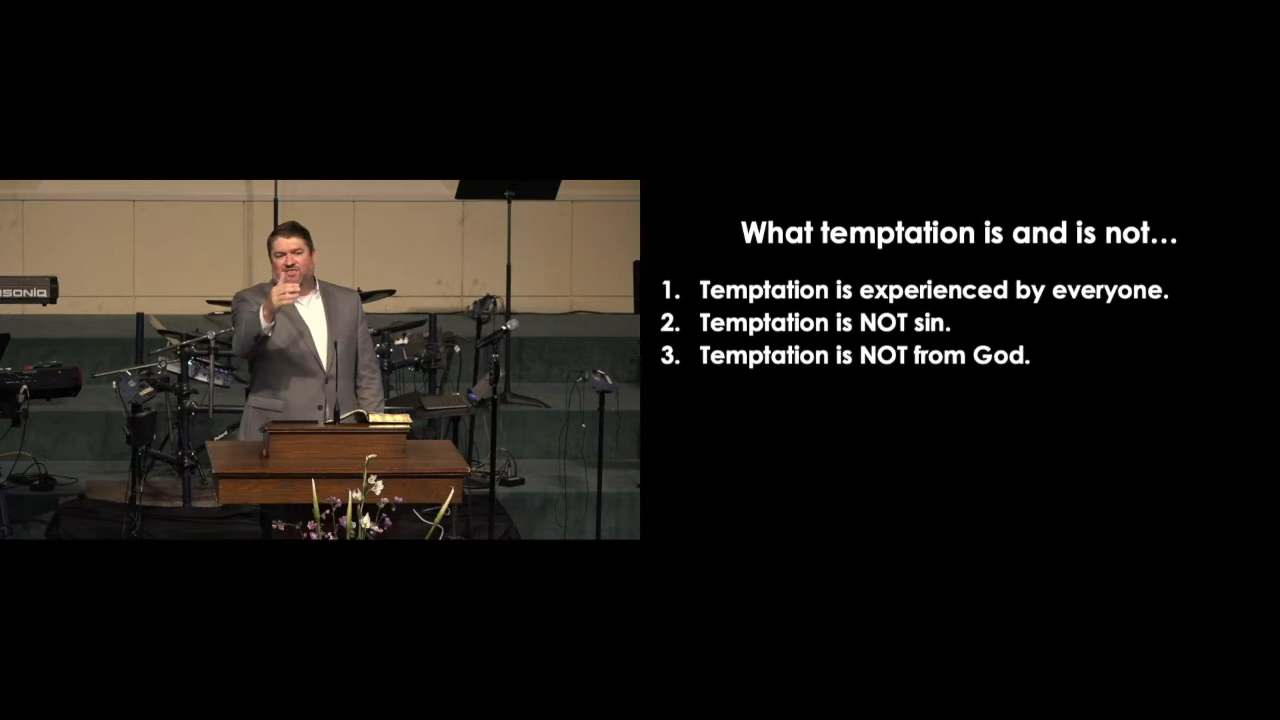 What temptation is and is not...
1. Temptation is experienced by everyone.
2. Temptation is NOT sin.
3. Temptation is NOT from God.